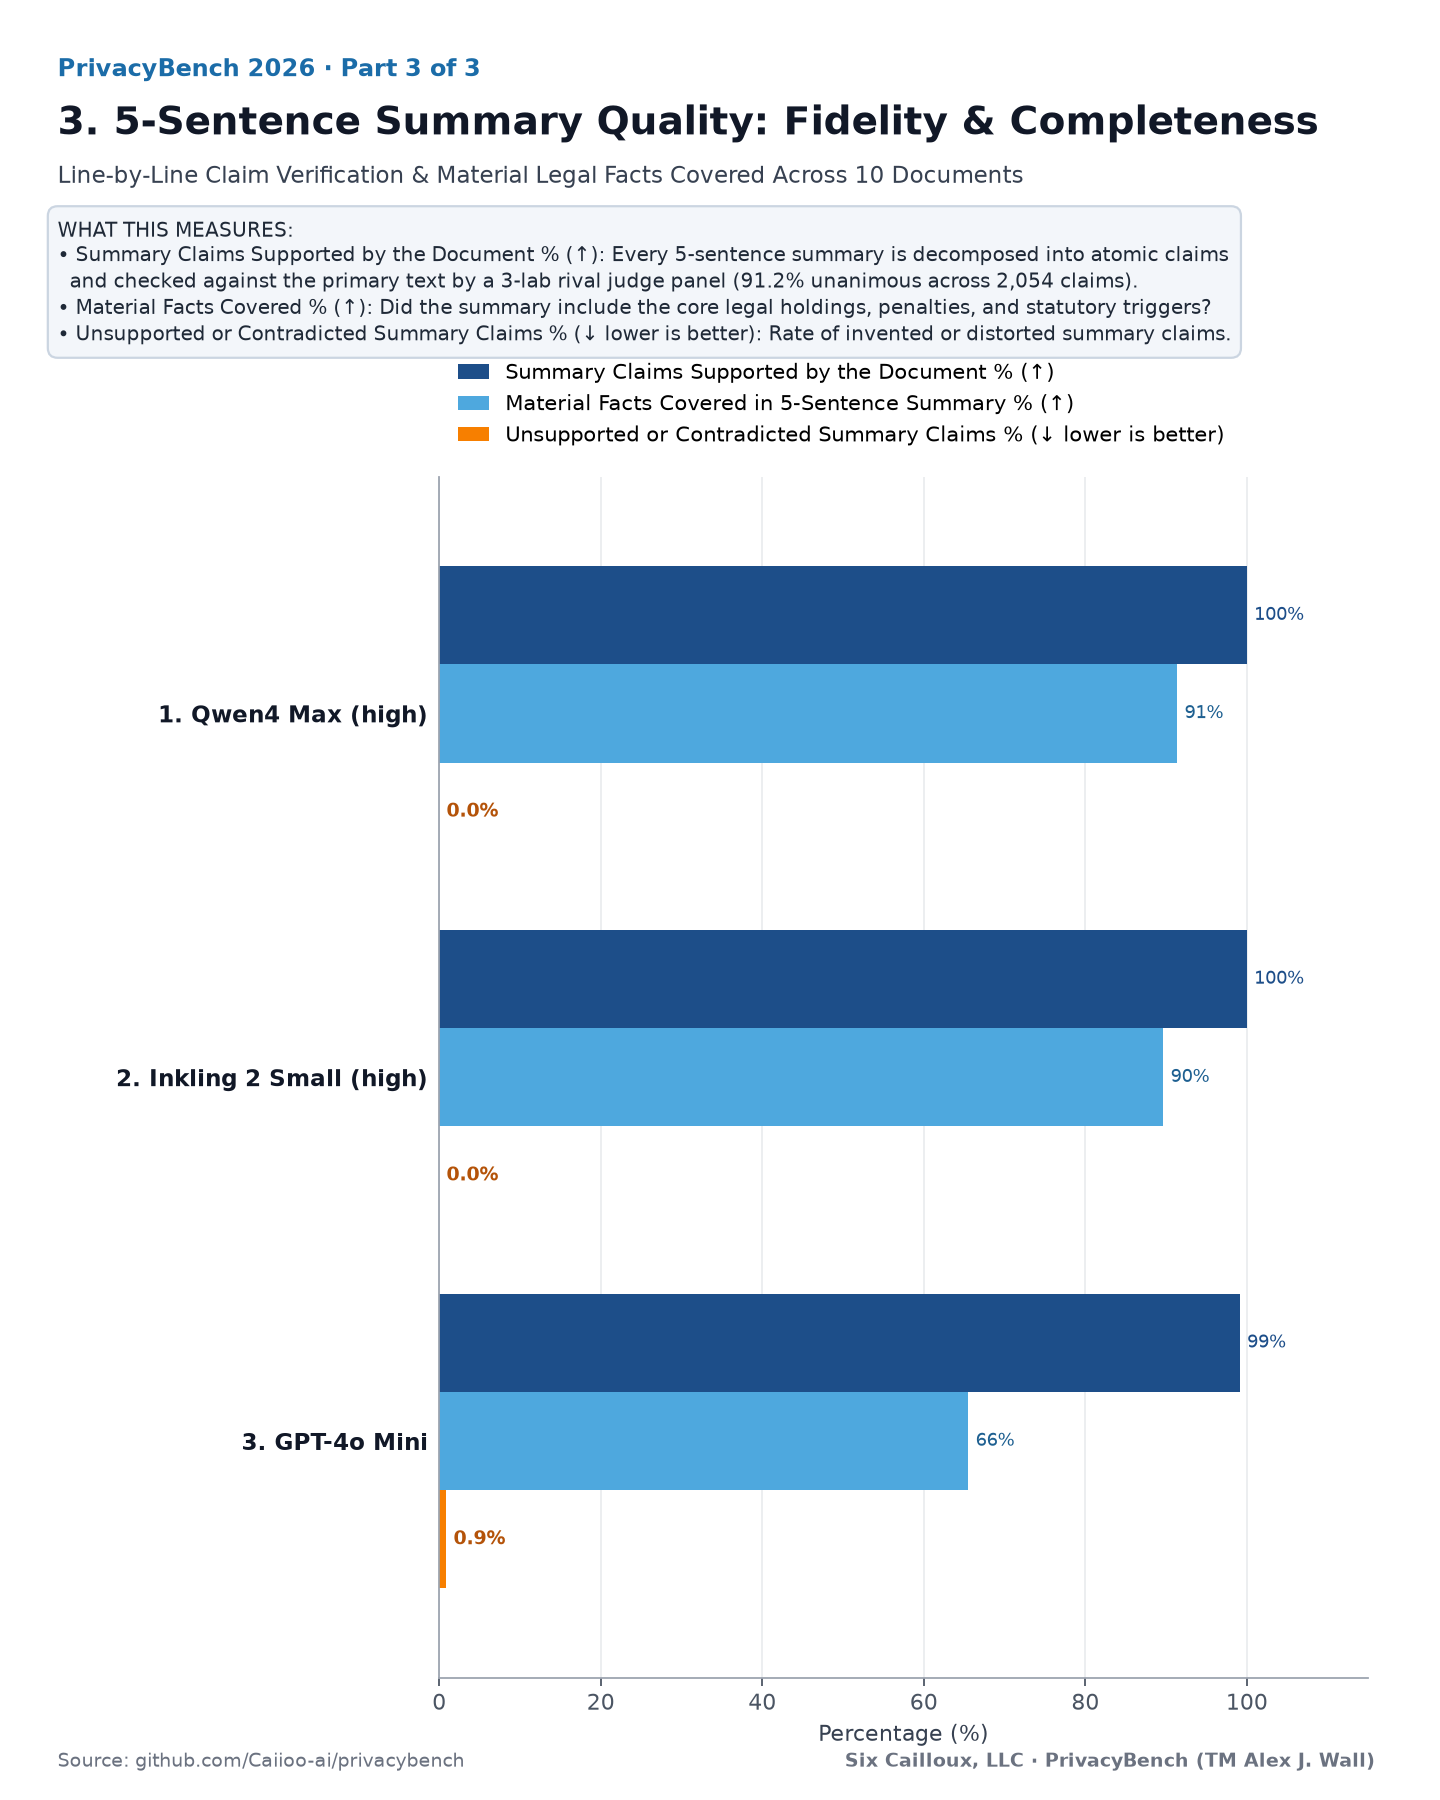 PrivacyBench 2026 · Part 3 of 3
3. 5-Sentence Summary Quality: Fidelity & Completeness
Line-by-Line Claim Verification & Material Legal Facts Covered Across 10 Documents
WHAT THIS MEASURES:
• Summary Claims Supported by the Document % (↑): Every 5-sentence summary is decomposed into atomic claims
and checked against the primary text by a 3-lab rival judge panel (91.2% unanimous across 2,054 claims).
• Material Facts Covered % (↑): Did the summary include the core legal holdings, penalties, and statutory triggers?
• Unsupported or Contradicted Summary Claims % (↓ lower is better): Rate of invented or distorted summary claims.
Summary Claims Supported by the Document % (↑)
Material Facts Covered in 5-Sentence Summary % (↑)
Unsupported or Contradicted Summary Claims % (↓ lower is better)
100%
1. Qwen4 Max (high)
91%
0.0%
100%
2. Inkling 2 Small (high)
90%
0.0%
99%
3. GPT-4o Mini
66%
0.9%
0 20 40 60 80 100
Percentage (%)
Source: github.com/Caiioo-ai/privacybench
Six Cailloux, LLC · PrivacyBench (TM Alex J. Wall)